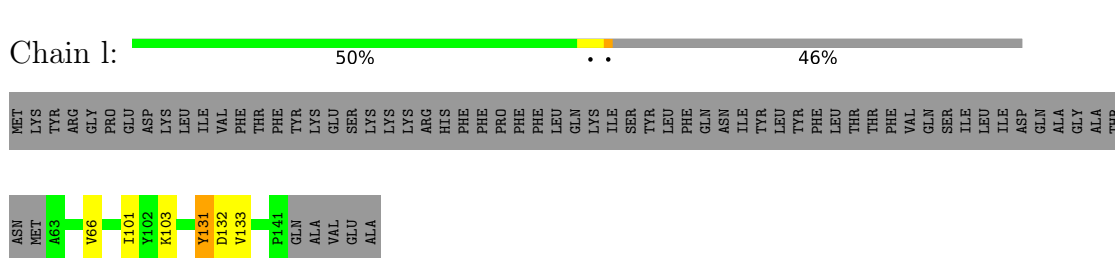 Chain l:
50% • • 46%
MET LYS TYR ARG GLY PRO GLU ASP LYS LEU ILE VAL PHE THR PHE TYR LYS GLU SER LYS LYS LYS ARG HIS PHE PHE PRO PHE PHE LEU GLN LYS ILE SER TYR LEU PHE GLN ASN ILE TYR LEU TYR PHE LEU THR THR PHE VAL GLN SER ILE LEU ILE ASP GLN ALA GLY ALA THR
ASN MET A63 V66 I101 Y102 K103 Y131 D132 V133 P141 GLN ALA VAL GLU ALA